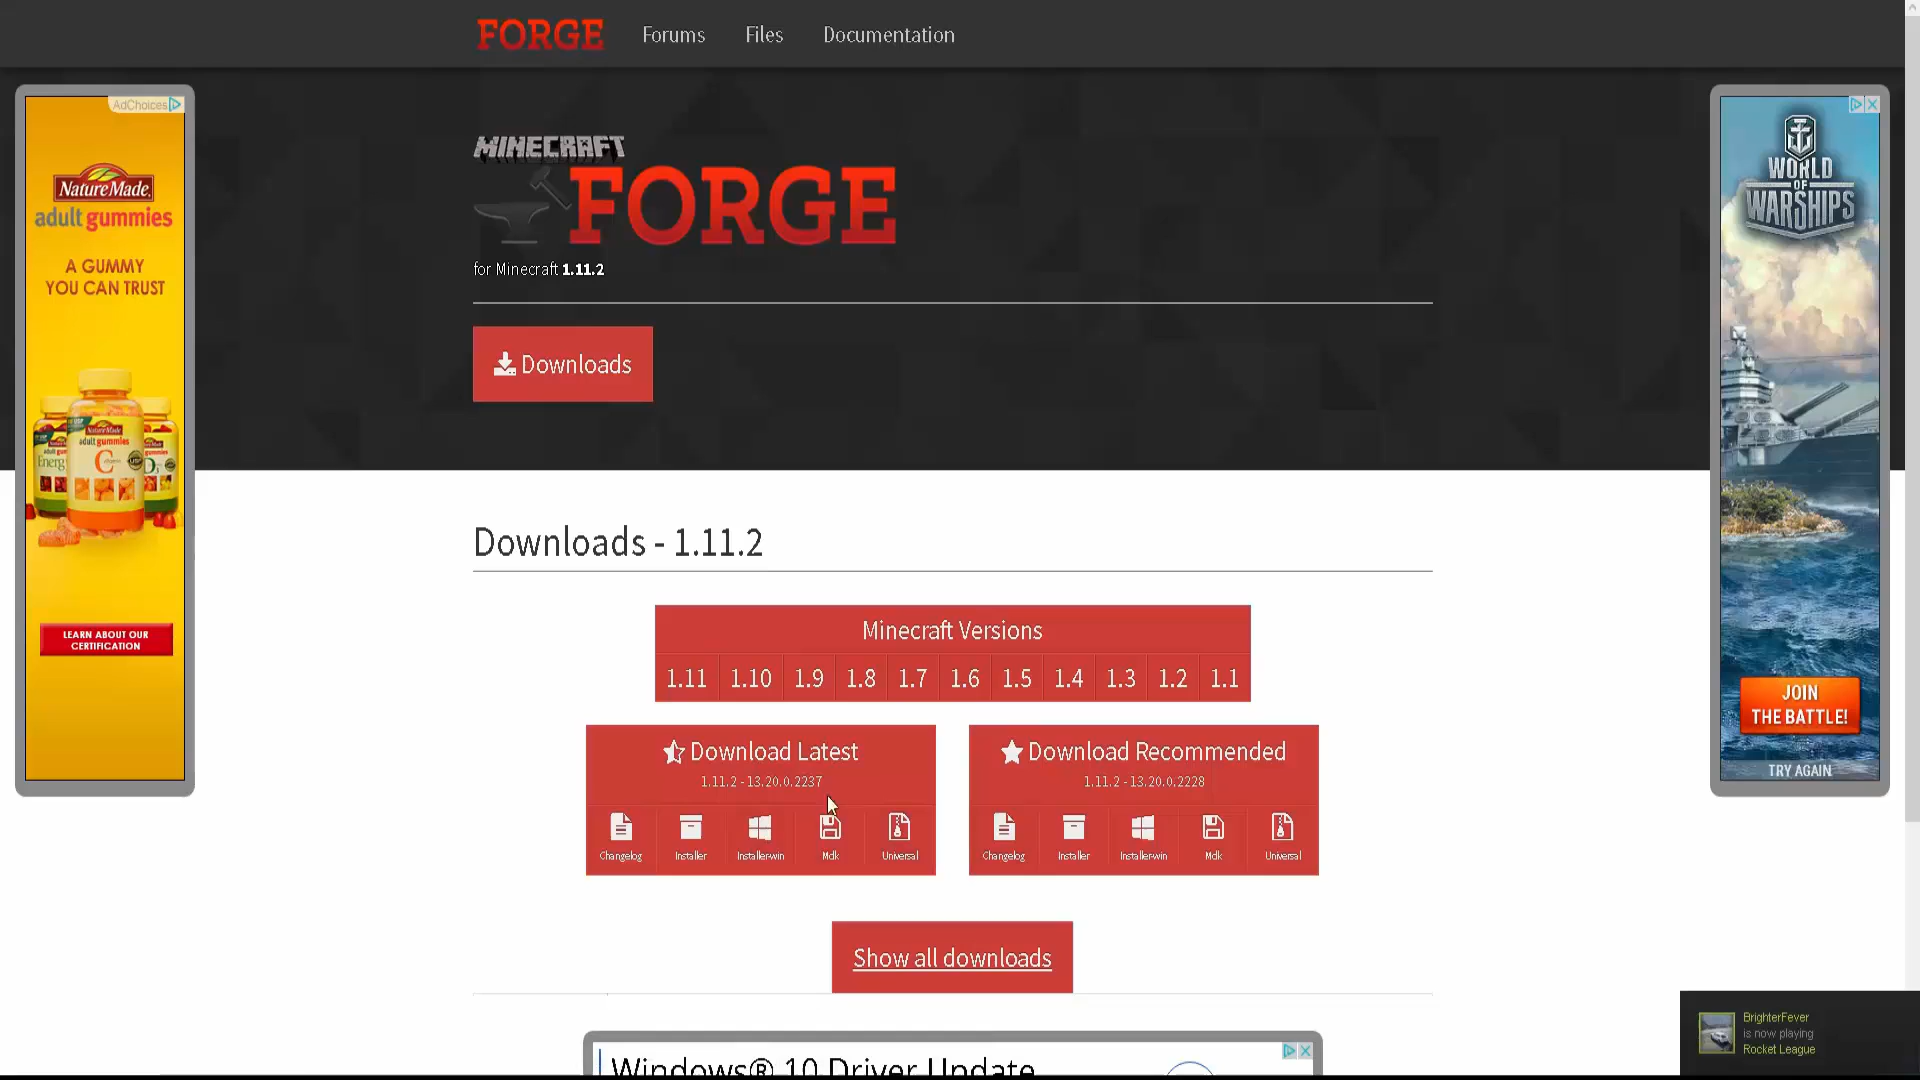 FORGE Forums Files Documentation
AdChoices
NatureMade
adult gummies
A GUMMY
YOU CAN TRUST
NatureMade
adult gummies
C
LEARN ABOUT OUR
CERTIFICATION
MINECRAFT
FORGE
for Minecraft 1.11.2
Downloads
Downloads - 1.11.2
Minecraft Versions
1.11 1.10 1.9 1.8 1.7 1.6 1.5 1.4 1.3 1.2 1.1
Download Latest
1.11.2 - 13.20.0.2237
Changelog Installer Installer-win Mdk Universal
Download Recommended
1.11.2 - 13.20.0.2228
Changelog Installer Installer-win Mdk Universal
Show all downloads
Windows® 10 Driver Update
WORLD
OF
WARSHIPS
JOIN
THE BATTLE!
TRY AGAIN
BrighterFever
is now playing
Rocket League